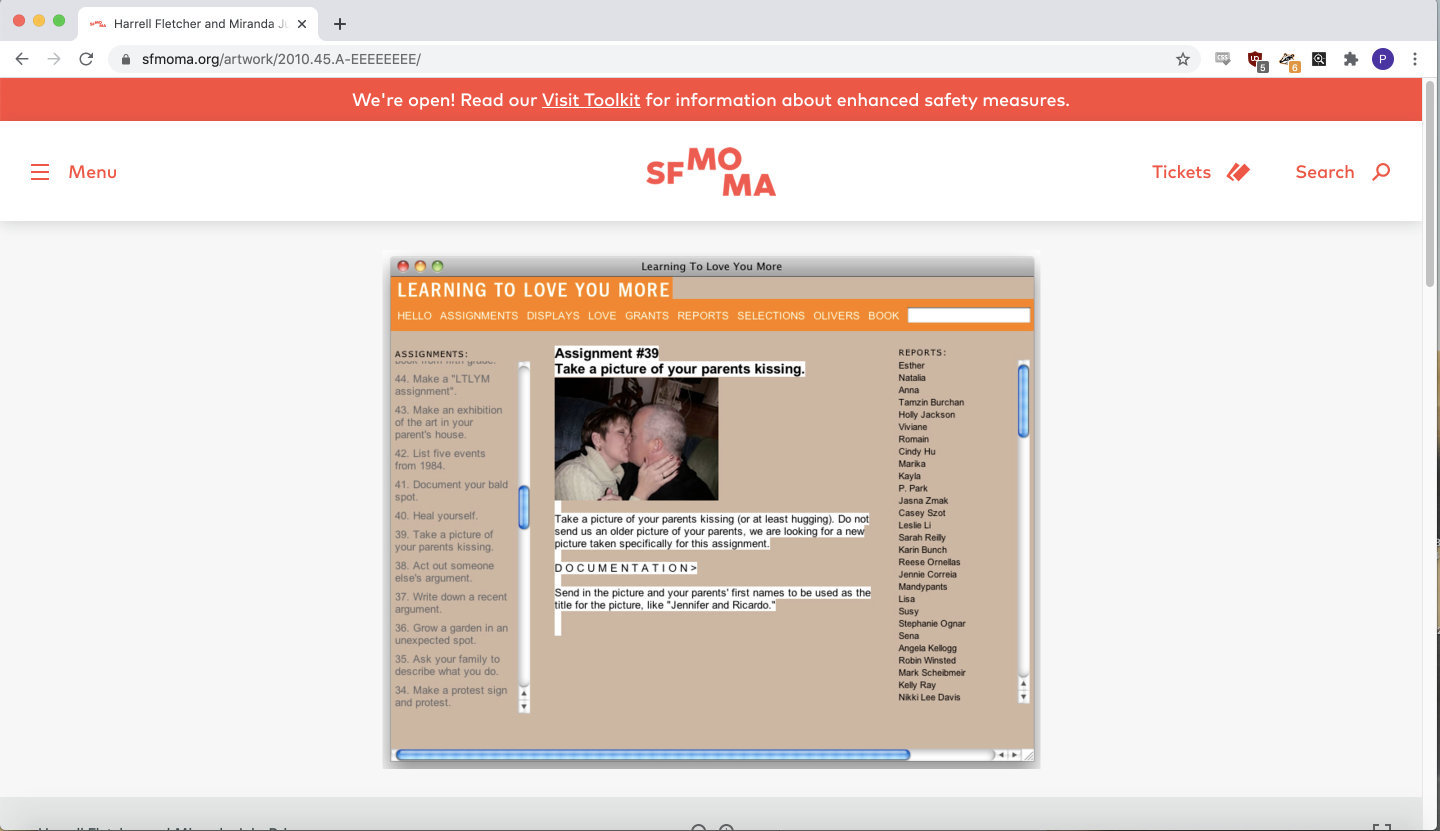 Harrell Fletcher and Miranda Ju
sfmoma.org/artwork/2010.45.A-EEEEEEEE/
5
6
P
We're open! Read our Visit Toolkit for information about enhanced safety measures.
Menu
SFMOMA
Tickets
Search
Learning To Love You More
LEARNING TO LOVE YOU MORE
HELLO ASSIGNMENTS DISPLAYS LOVE GRANTS REPORTS SELECTIONS OLIVERS BOOK
ASSIGNMENTS:
book from fifth grade.
44. Make a "LTLYM
assignment".
43. Make an exhibition
of the art in your
parent's house.
42. List five events
from 1984.
41. Document your bald
spot.
40. Heal yourself.
39. Take a picture of
your parents kissing.
38. Act out someone
else's argument.
37. Write down a recent
argument.
36. Grow a garden in an
unexpected spot.
35. Ask your family to
describe what you do.
34. Make a protest sign
and protest.
Assignment #39
Take a picture of your parents kissing.
Take a picture of your parents kissing (or at least hugging). Do not
send us an older picture of your parents, we are looking for a new
picture taken specifically for this assignment.
D O C U M E N T A T I O N >
Send in the picture and your parents' first names to be used as the
title for the picture, like "Jennifer and Ricardo."
REPORTS:
Esther
Natalia
Anna
Tamzin Burchan
Holly Jackson
Viviane
Romain
Cindy Hu
Marika
Kayla
P. Park
Jasna Zmak
Casey Szot
Leslie Li
Sarah Reilly
Karin Bunch
Reese Ornellas
Jennie Correia
Mandypants
Lisa
Susy
Stephanie Ognar
Sena
Angela Kellogg
Robin Winsted
Mark Scheibmeir
Kelly Ray
Nikki Lee Davis